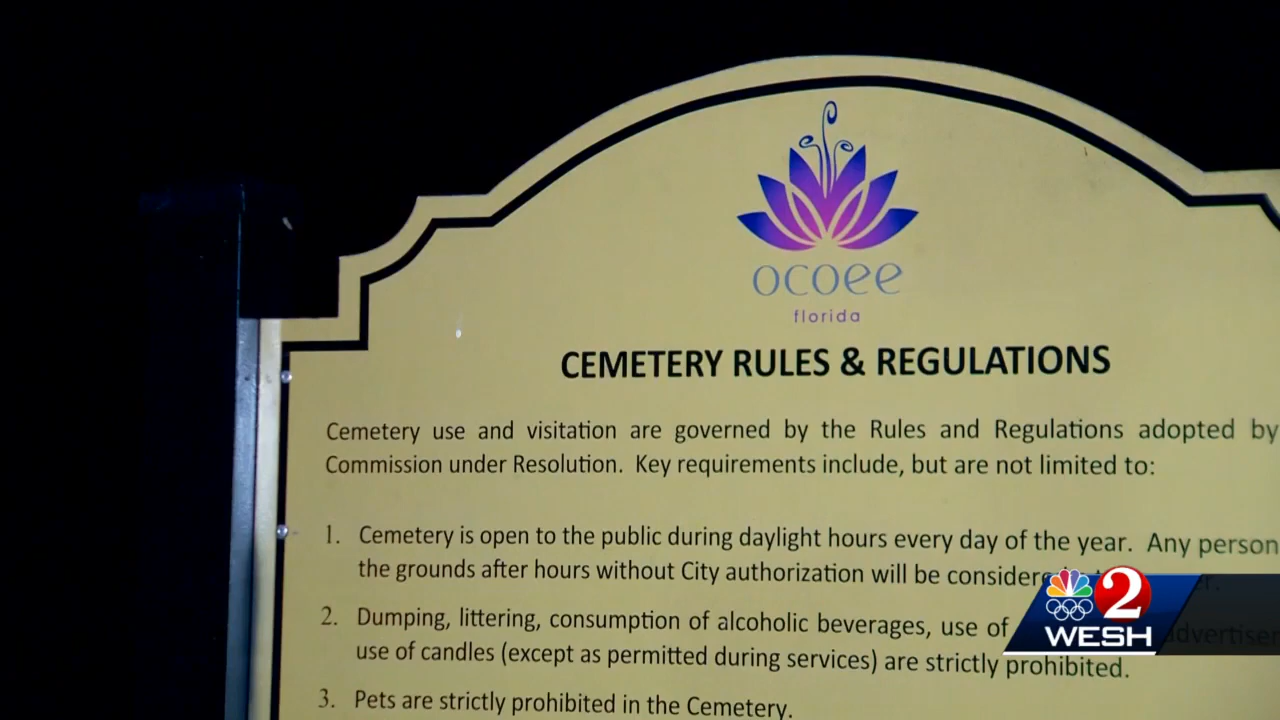 ocoee
florida
CEMETERY RULES & REGULATIONS
Cemetery use and visitation are governed by the Rules and Regulations adopted by
Commission under Resolution. Key requirements include, but are not limited to:
1. Cemetery is open to the public during daylight hours every day of the year. Any person
the grounds after hours without City authorization will be
2. Dumping, littering, consumption of alcoholic beverages, use of
use of candles (except as permitted during services) are strictly prohibited.
3. Pets are strictly prohibited in the Cemetery.
2
WESH